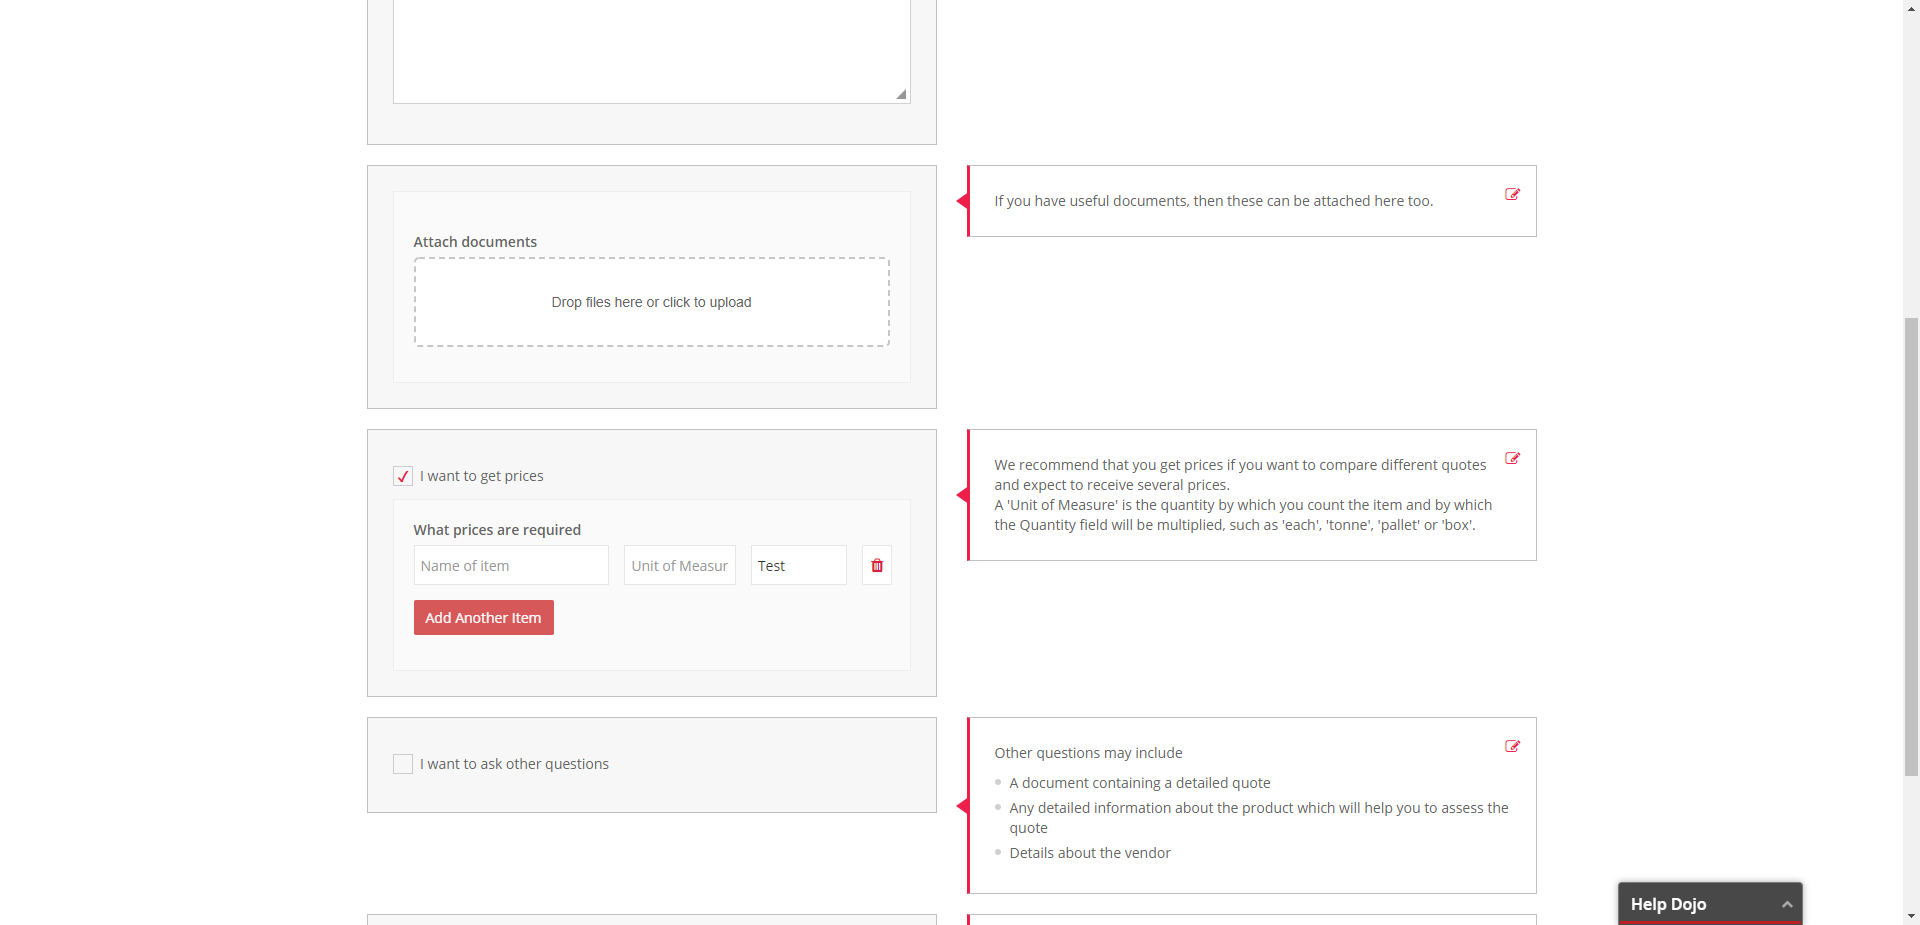 If you have useful documents, then these can be attached here too.
Attach documents
Drop files here or click to upload
I want to get prices
We recommend that you get prices if you want to compare different quotes
and expect to receive several prices.
A 'Unit of Measure' is the quantity by which you count the item and by which
the Quantity field will be multiplied, such as 'each', 'tonne', 'pallet' or 'box'.
What prices are required
Name of item Unit of Measur Test
Add Another Item
I want to ask other questions
Other questions may include
A document containing a detailed quote
Any detailed information about the product which will help you to assess the
quote
Details about the vendor
Help Dojo